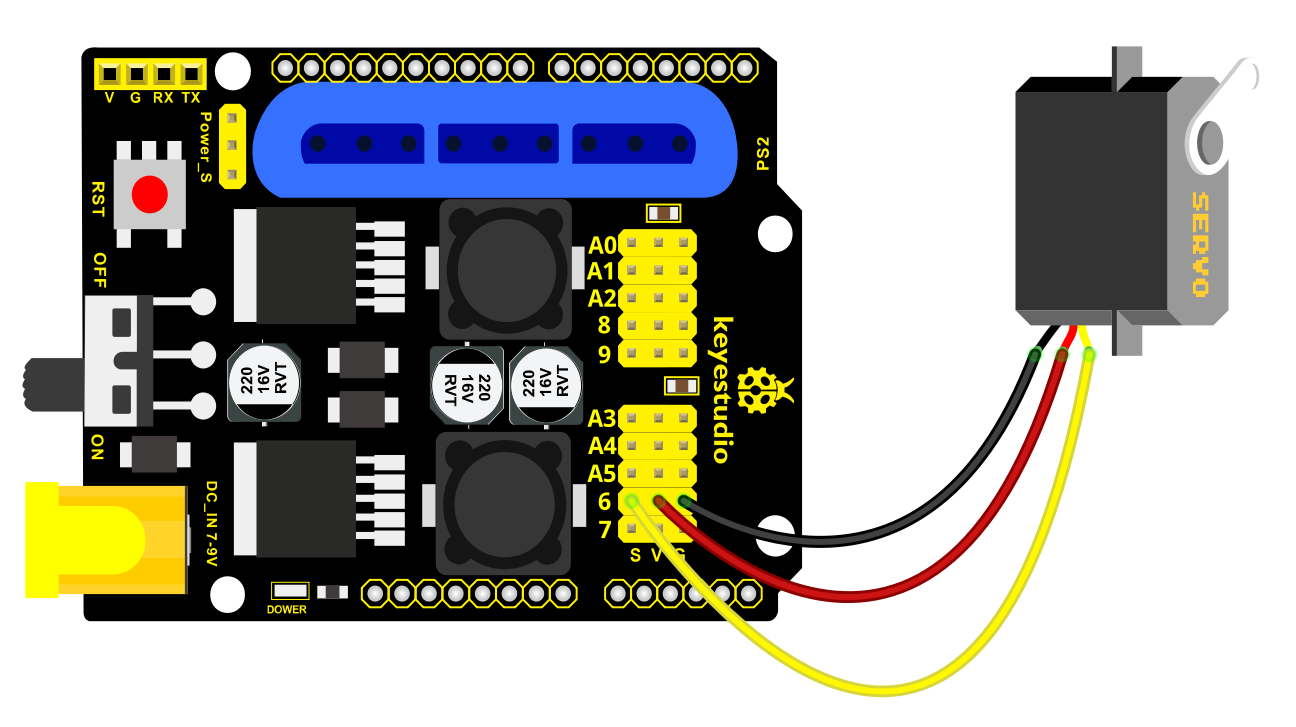 V G RX TX
Power_S
PS2
RST
OFF
ON
A0
A1
A2
8
9
220
16V
RVT
220
16V
RVT
220
16V
RVT
keyestudio
A3
A4
A5
6
7
S V G
DC_IN 7-9V
DOWER
SERVO